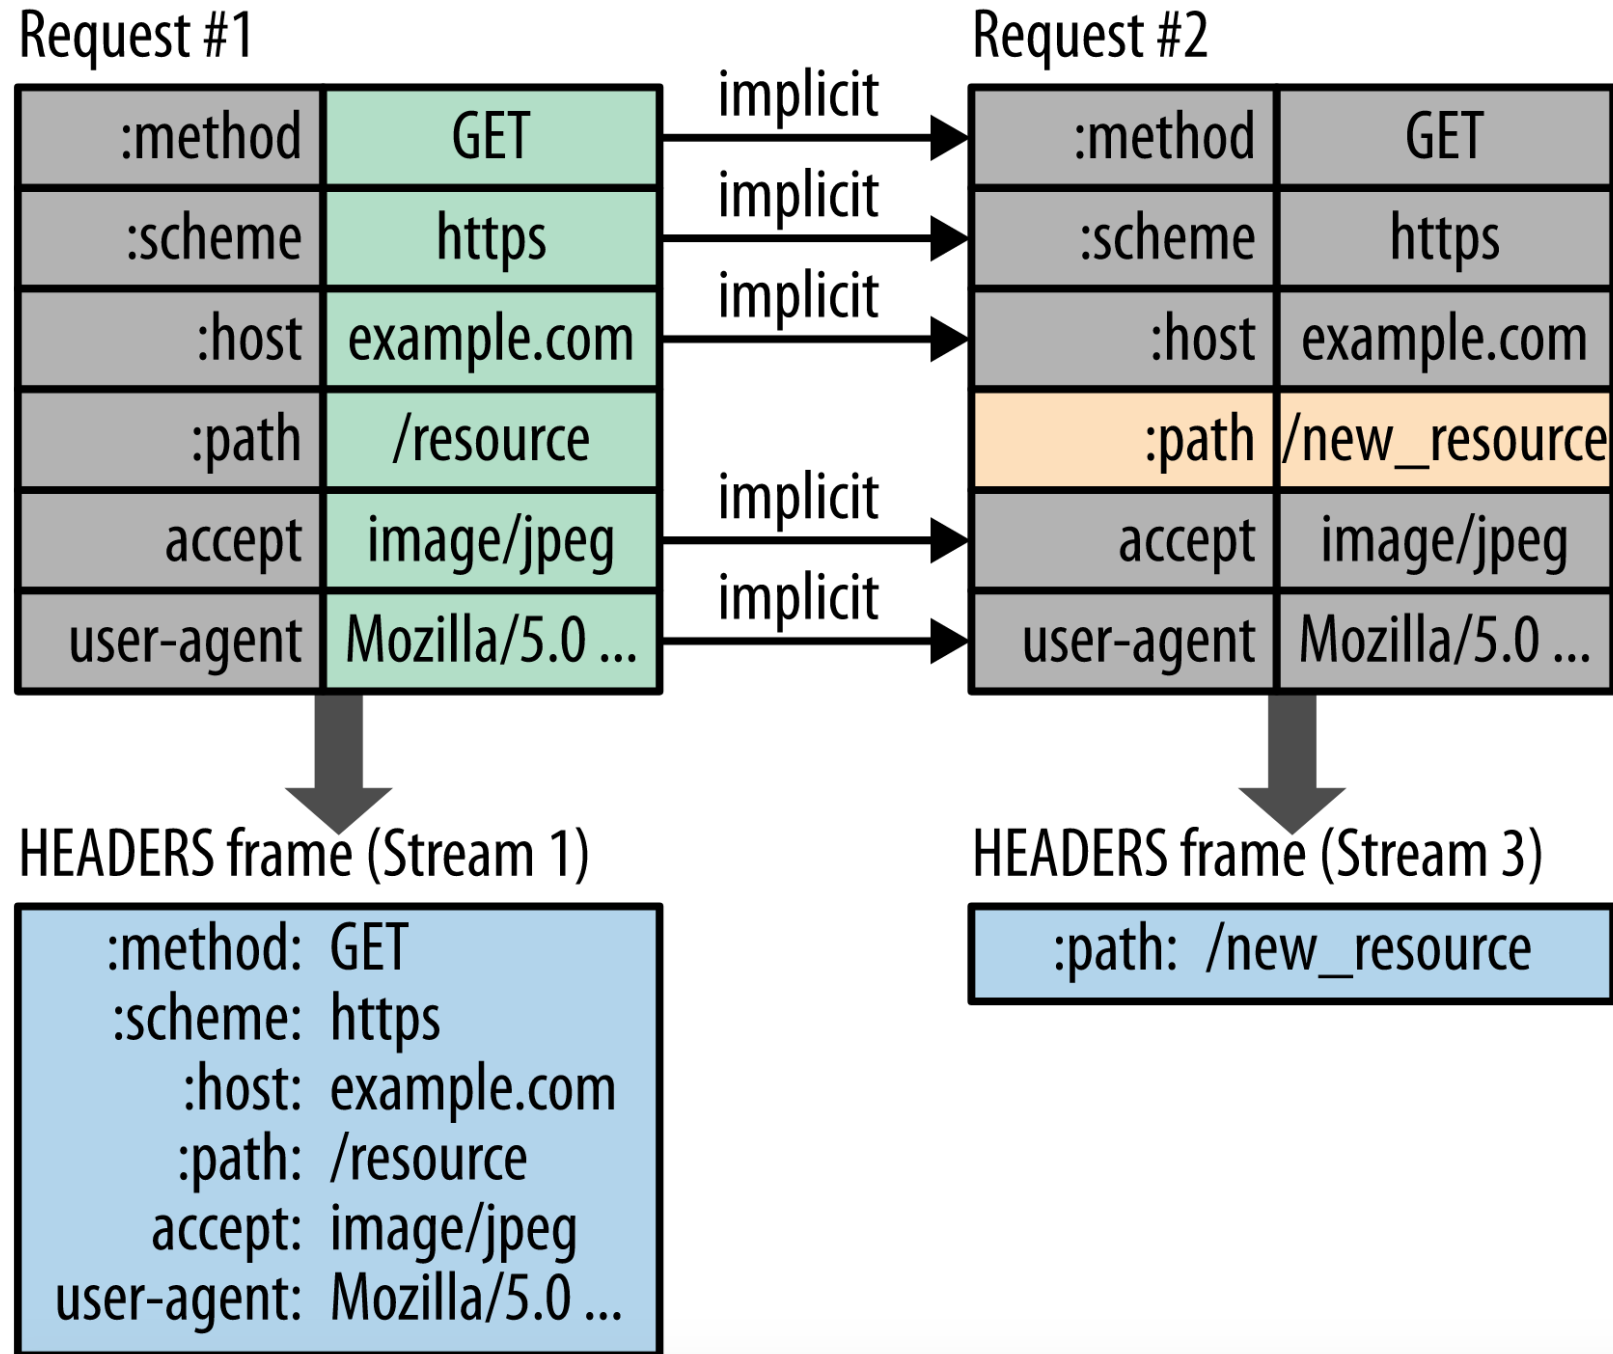 Request #1
:method GET
:scheme https
:host example.com
:path /resource
accept image/jpeg
user-agent Mozilla/5.0 ...
implicit
implicit
implicit
implicit
implicit
Request #2
:method GET
:scheme https
:host example.com
:path /new_resource
accept image/jpeg
user-agent Mozilla/5.0 ...
HEADERS frame (Stream 1)
:method: GET
:scheme: https
:host: example.com
:path: /resource
accept: image/jpeg
user-agent: Mozilla/5.0 ...
HEADERS frame (Stream 3)
:path: /new_resource